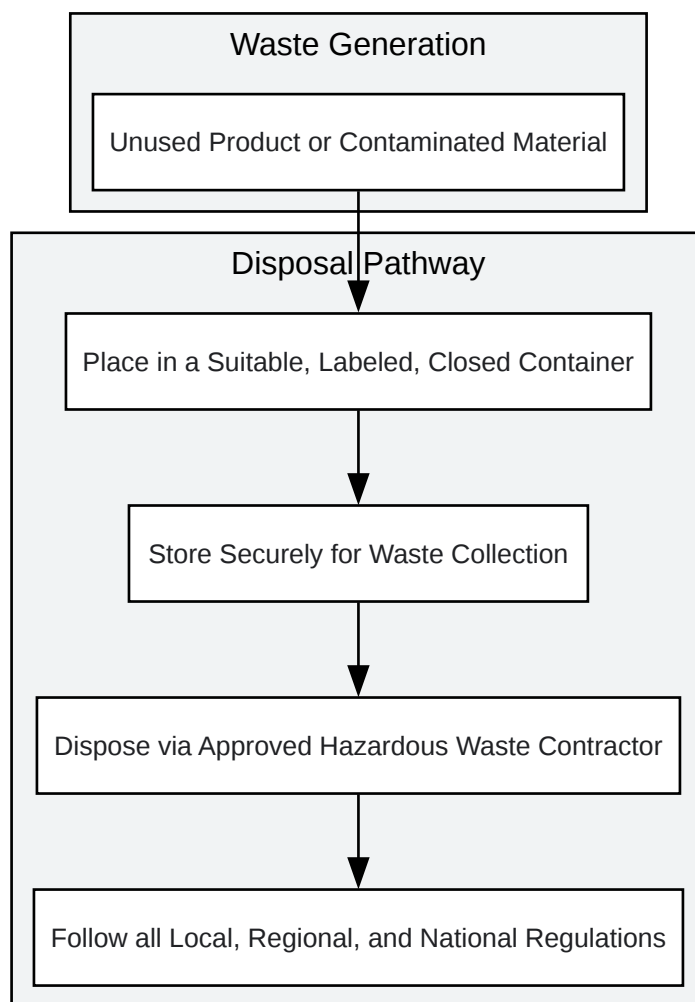 Waste Generation
Unused Product or Contaminated Material
Disposal Pathway
Place in a Suitable, Labeled, Closed Container
Store Securely for Waste Collection
Dispose via Approved Hazardous Waste Contractor
Follow all Local, Regional, and National Regulations